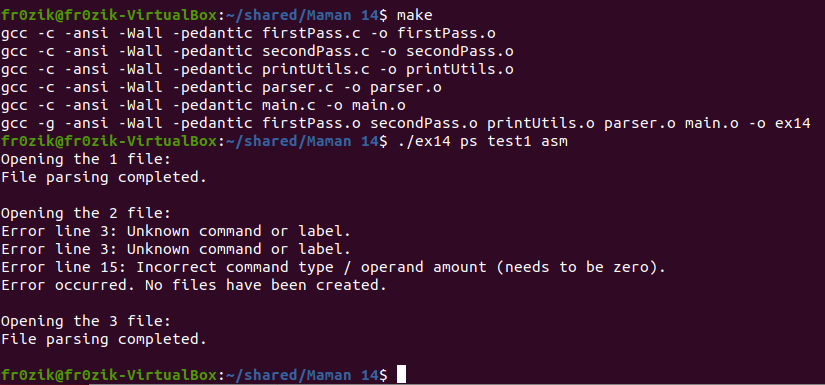 fr0zik@fr0zik-VirtualBox:~/shared/Maman 14$ make
gcc -c -ansi -Wall -pedantic firstPass.c -o firstPass.o
gcc -c -ansi -Wall -pedantic secondPass.c -o secondPass.o
gcc -c -ansi -Wall -pedantic printUtils.c -o printUtils.o
gcc -c -ansi -Wall -pedantic parser.c -o parser.o
gcc -c -ansi -Wall -pedantic main.c -o main.o
gcc -g -ansi -Wall -pedantic firstPass.o secondPass.o printUtils.o parser.o main.o -o ex14
fr0zik@fr0zik-VirtualBox:~/shared/Maman 14$ ./ex14 ps test1 asm
Opening the 1 file:
File parsing completed.

Opening the 2 file:
Error line 3: Unknown command or label.
Error line 3: Unknown command or label.
Error line 15: Incorrect command type / operand amount (needs to be zero).
Error occurred. No files have been created.

Opening the 3 file:
File parsing completed.

fr0zik@fr0zik-VirtualBox:~/shared/Maman 14$